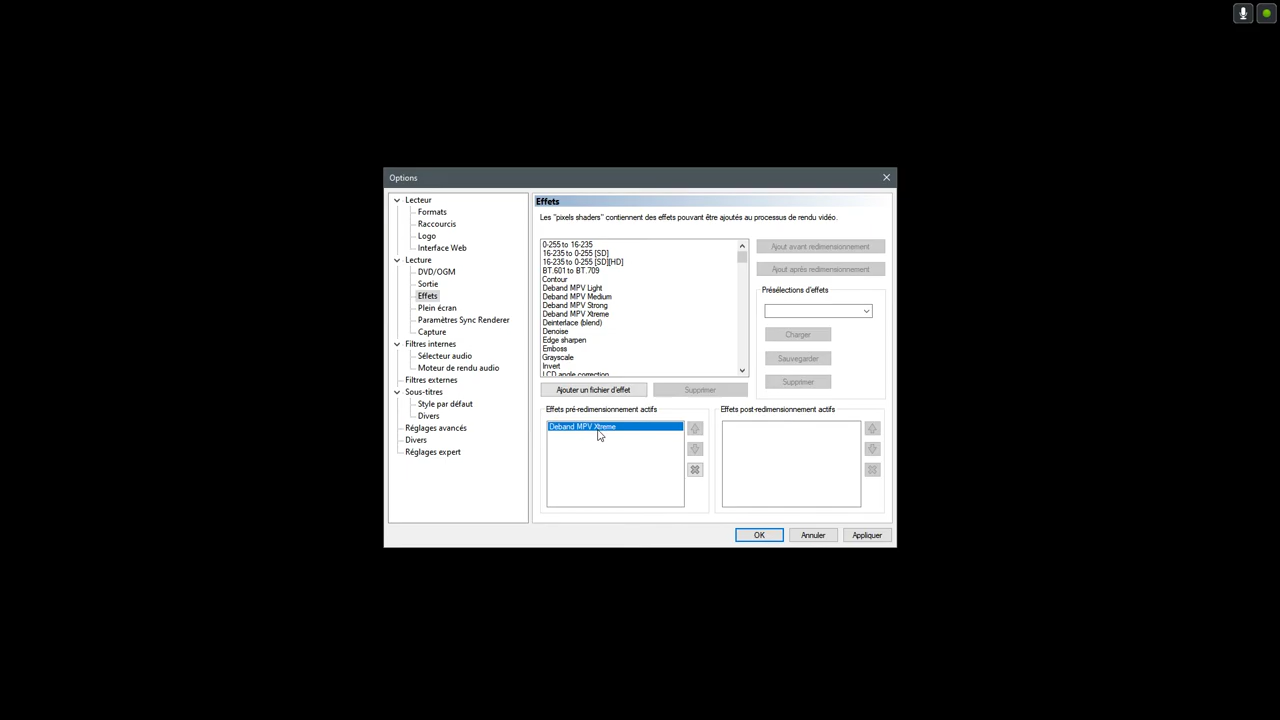 Options
Lecteur
Formats
Raccourcis
Logo
Interface Web
Lecture
DVD/OGM
Sortie
Effets
Plein écran
Paramètres Sync Renderer
Capture
Filtres internes
Sélecteur audio
Moteur de rendu audio
Filtres externes
Sous-titres
Style par défaut
Divers
Réglages avancés
Divers
Réglages expert
Effets
Les "pixels shaders" contiennent des effets pouvant être ajoutés au processus de rendu vidéo.
0-255 to 16-235
16-235 to 0-255 [SD]
16-235 to 0-255 [SD][HD]
BT.601 to BT.709
Contour
Deband MPV Light
Deband MPV Medium
Deband MPV Strong
Deband MPV Xtreme
Deinterlace (blend)
Denoise
Edge sharpen
Emboss
Grayscale
Invert
LCD angle correction
Ajout avant redimensionnement
Ajout après redimensionnement
Présélections d'effets
Charger
Sauvegarder
Supprimer
Ajouter un fichier d'effet
Supprimer
Effets pré-redimensionnement actifs
Deband MPV Xtreme
Effets post-redimensionnement actifs
OK
Annuler
Appliquer